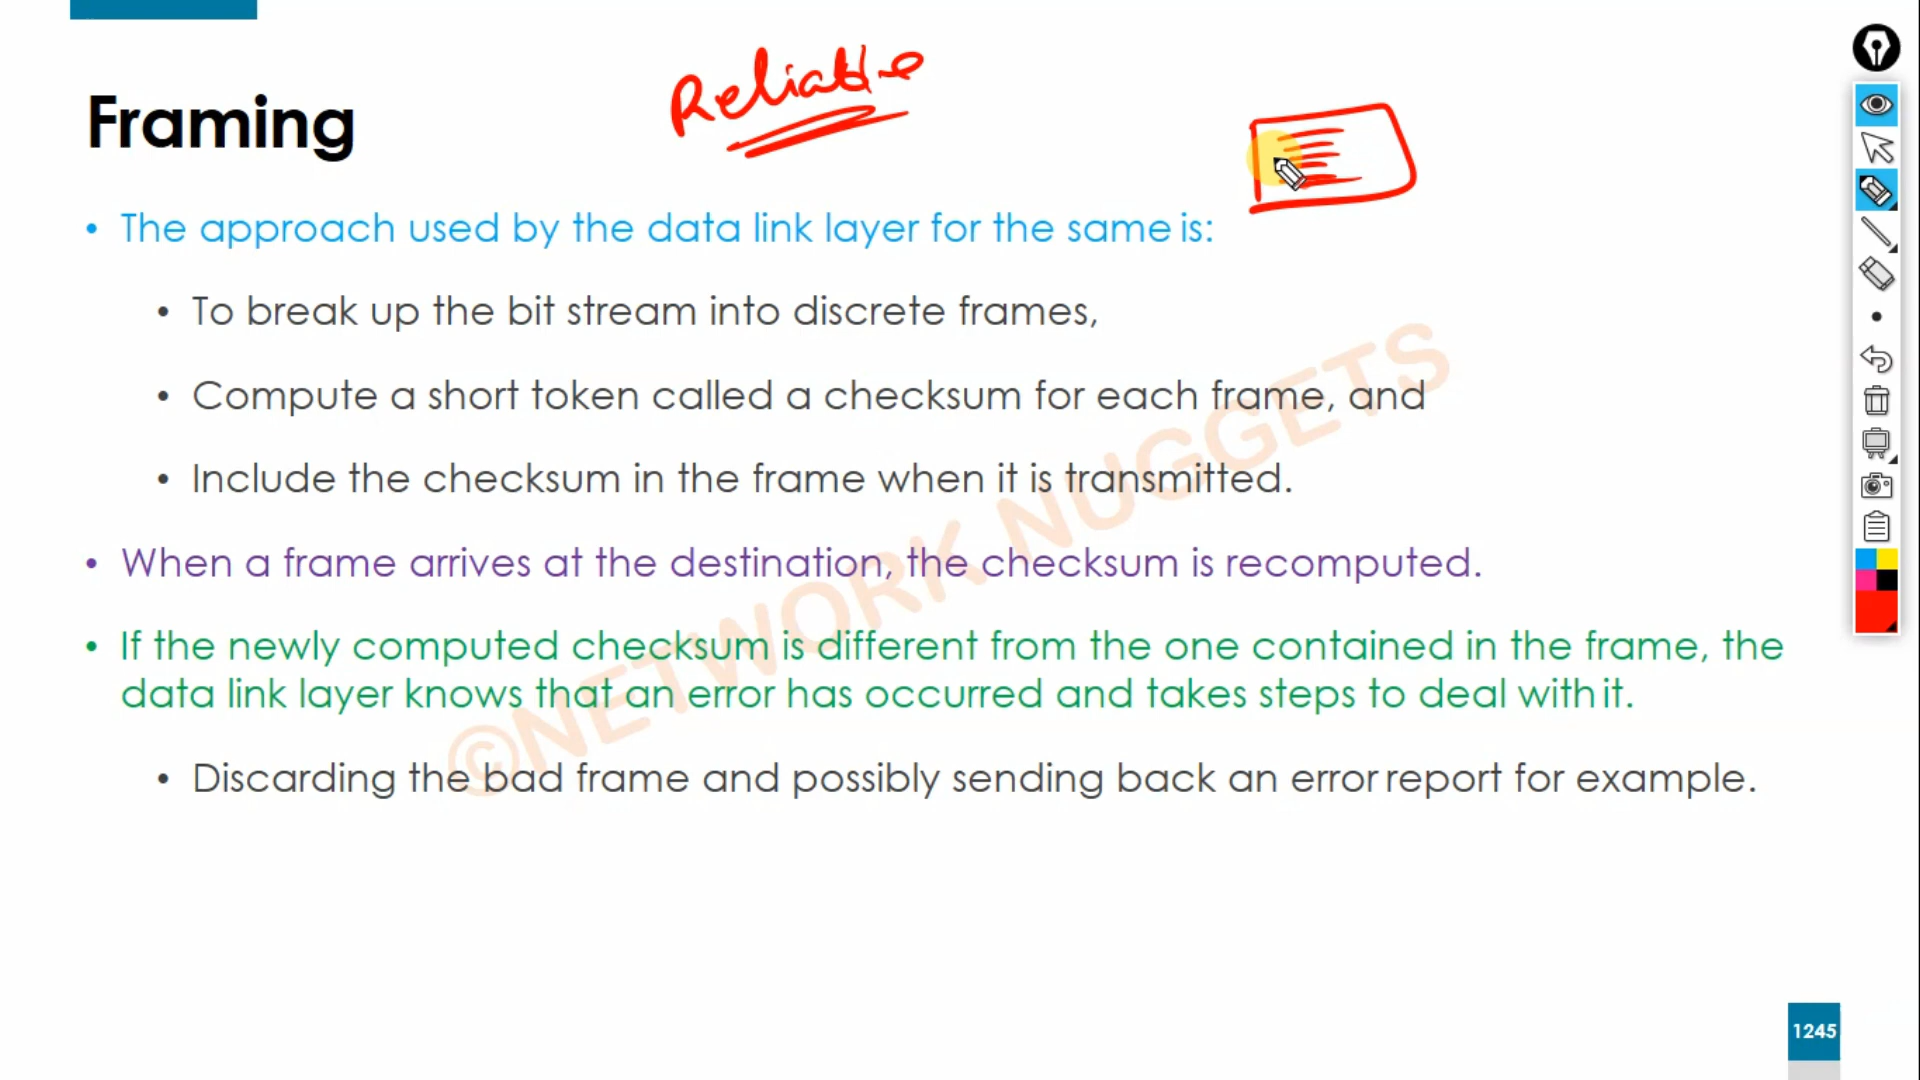 Reliable
Framing
• The approach used by the data link layer for the same is:
• To break up the bit stream into discrete frames,
• Compute a short token called a checksum for each frame, and
• Include the checksum in the frame when it is transmitted.
• When a frame arrives at the destination, the checksum is recomputed.
• If the newly computed checksum is different from the one contained in the frame, the
data link layer knows that an error has occurred and takes steps to deal with it.
• Discarding the bad frame and possibly sending back an error report for example.
©NETWORK NUGGETS
1245